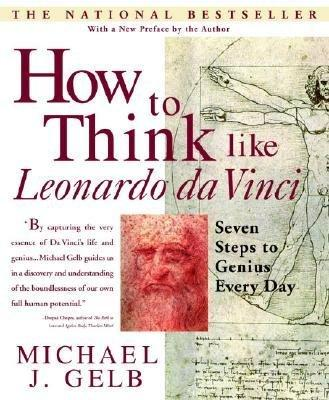 THE NATIONAL BESTSELLER
With a New Preface by the Author
How
to
Think like
Leonardo da Vinci
Seven
Steps to
Genius
Every Day
"By capturing the very
essence of Da Vinci's life and
genius... Michael Gelb guides us
in a discovery and understanding
of the boundlessness of our own
full human potential."
—Deepak Chopra, author of The Path to
Love and Ageless Body, Timeless Mind
MICHAEL
J. GELB